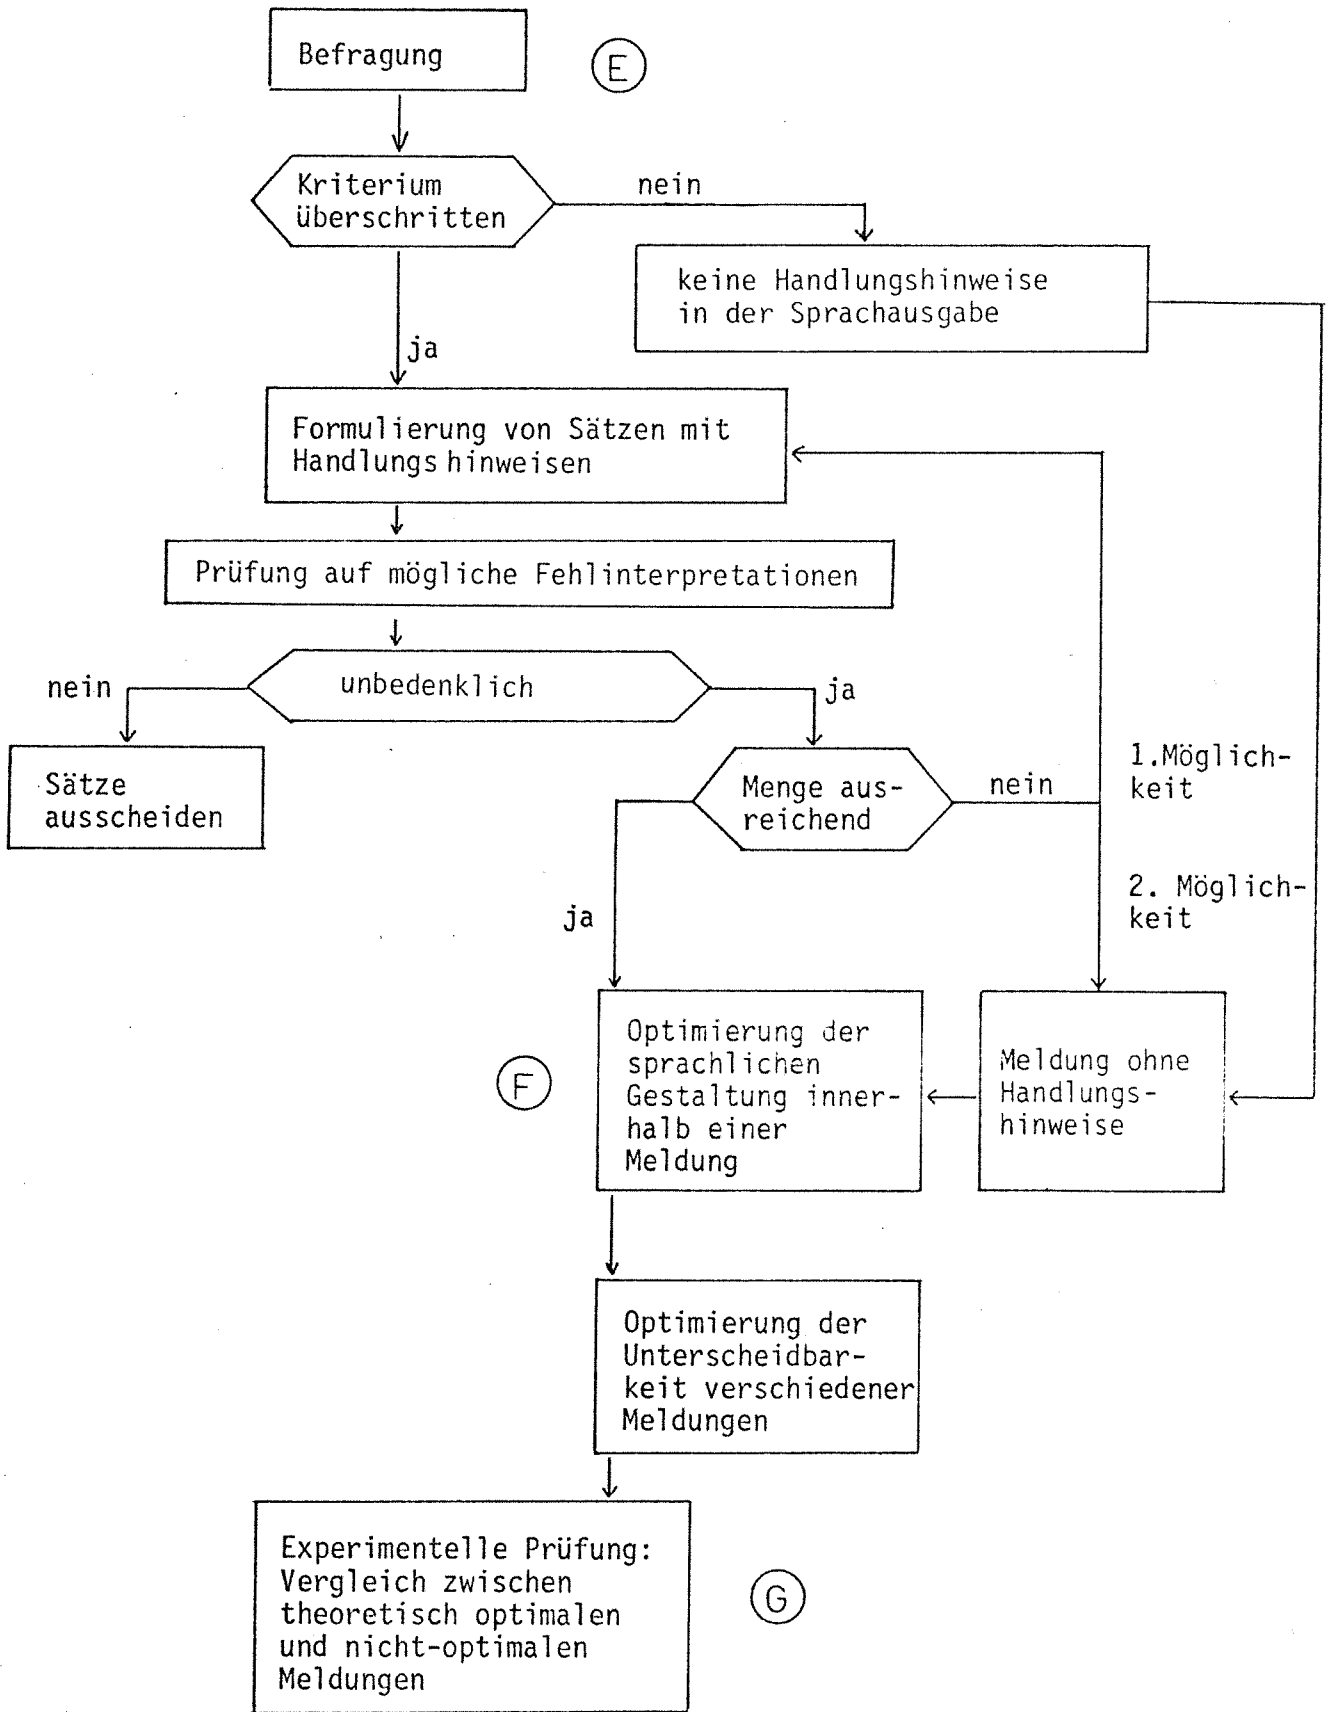 Befragung
E
Kriterium
überschritten
nein
keine Handlungshinweise
in der Sprachausgabe
ja
Formulierung von Sätzen mit
Handlungshinweisen
Prüfung auf mögliche Fehlinterpretationen
nein
unbedenklich
ja
Sätze
ausscheiden
Menge aus-
reichend
nein
1.Möglich-
keit
2. Möglich-
keit
ja
Optimierung der
sprachlichen
Gestaltung inner-
halb einer
Meldung
F
Meldung ohne
Handlungs-
hinweise
Optimierung der
Unterscheidbar-
keit verschiedener
Meldungen
Experimentelle Prüfung:
Vergleich zwischen
theoretisch optimalen
und nicht-optimalen
Meldungen
G